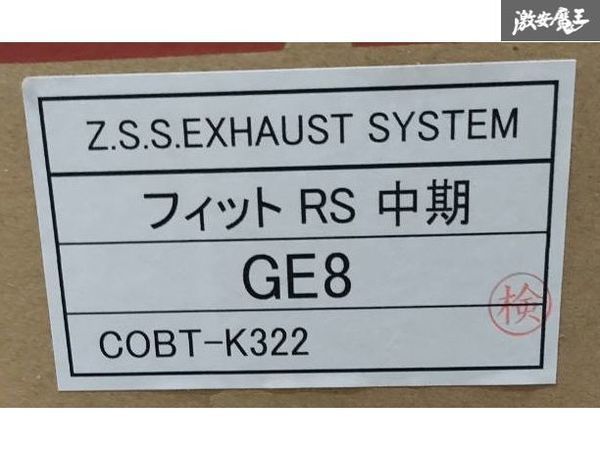 激安魔王
Z.S.S.EXHAUST SYSTEM
フィット RS 中期
GE8
検
COBT-K322